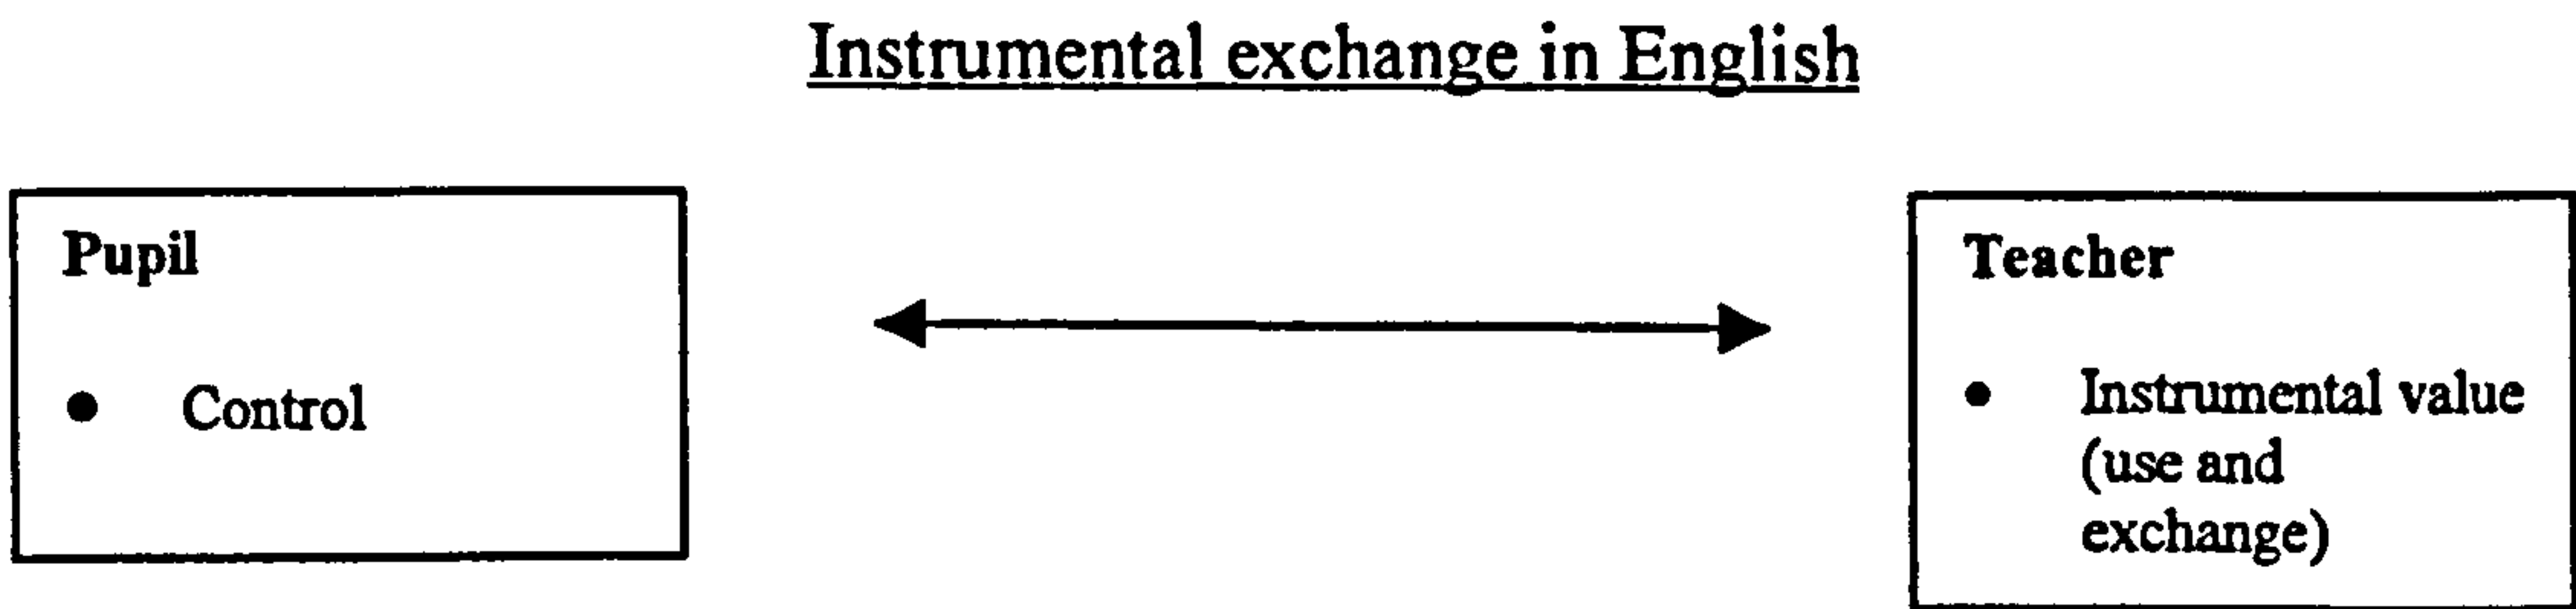 Instrumental exchange in English
Pupil
● Control
Teacher
● Instrumental value
(use and
exchange)